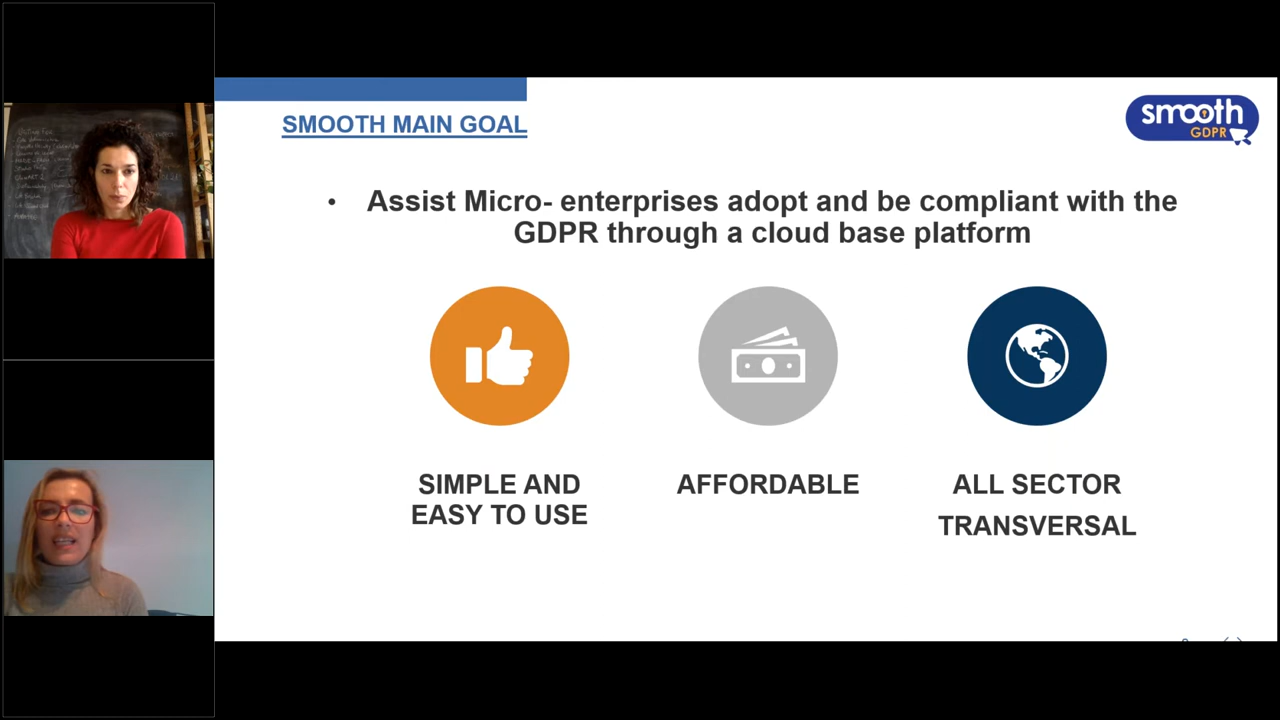 SMOOTH MAIN GOAL
smooth
GDPR
• Assist Micro- enterprises adopt and be compliant with the
GDPR through a cloud base platform
SIMPLE AND
EASY TO USE
AFFORDABLE
ALL SECTOR
TRANSVERSAL